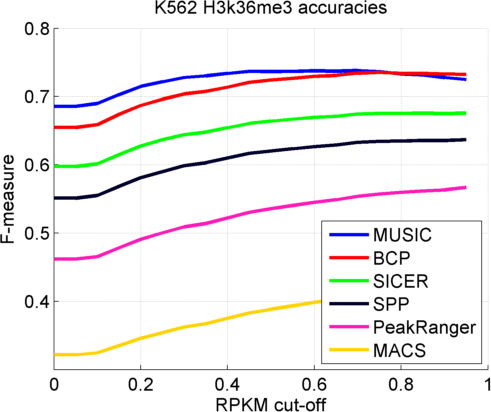 K562 H3k36me3 accuracies
0.8
0.7
0.6
0.5
0.4
F-measure
MUSIC
BCP
SICER
SPP
PeakRanger
MACS
0 0.2 0.4 0.6 0.8 1
RPKM cut-off